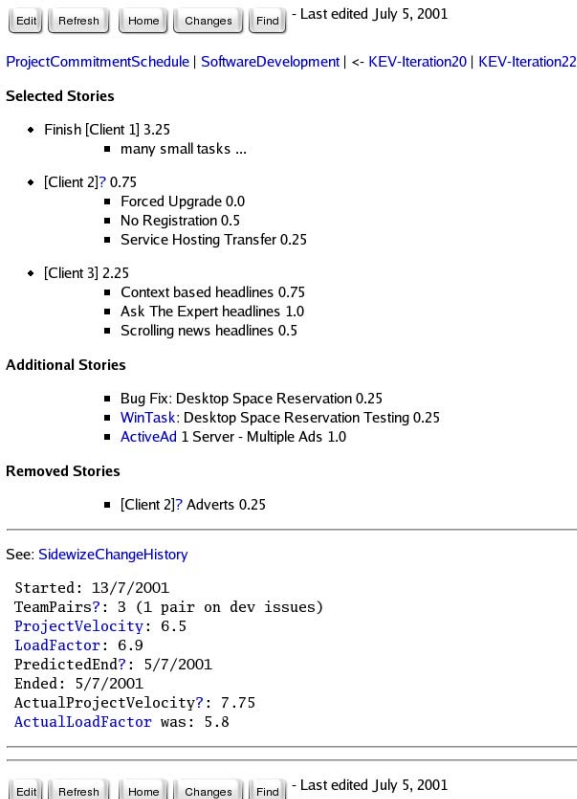 Edit Refresh Home Changes Find - Last edited July 5, 2001
ProjectCommitmentSchedule | SoftwareDevelopment | <- KEV-Iteration20 | KEV-Iteration22
Selected Stories
Finish [Client 1] 3.25
many small tasks ...
[Client 2]? 0.75
Forced Upgrade 0.0
No Registration 0.5
Service Hosting Transfer 0.25
[Client 3] 2.25
Context based headlines 0.75
Ask The Expert headlines 1.0
Scrolling news headlines 0.5
Additional Stories
Bug Fix: Desktop Space Reservation 0.25
WinTask: Desktop Space Reservation Testing 0.25
ActiveAd 1 Server - Multiple Ads 1.0
Removed Stories
[Client 2]? Adverts 0.25
See: SidewizeChangeHistory
Started: 13/7/2001
TeamPairs?: 3 (1 pair on dev issues)
ProjectVelocity: 6.5
LoadFactor: 6.9
PredictedEnd?: 5/7/2001
Ended: 5/7/2001
ActualProjectVelocity?: 7.75
ActualLoadFactor was: 5.8
Edit Refresh Home Changes Find - Last edited July 5, 2001